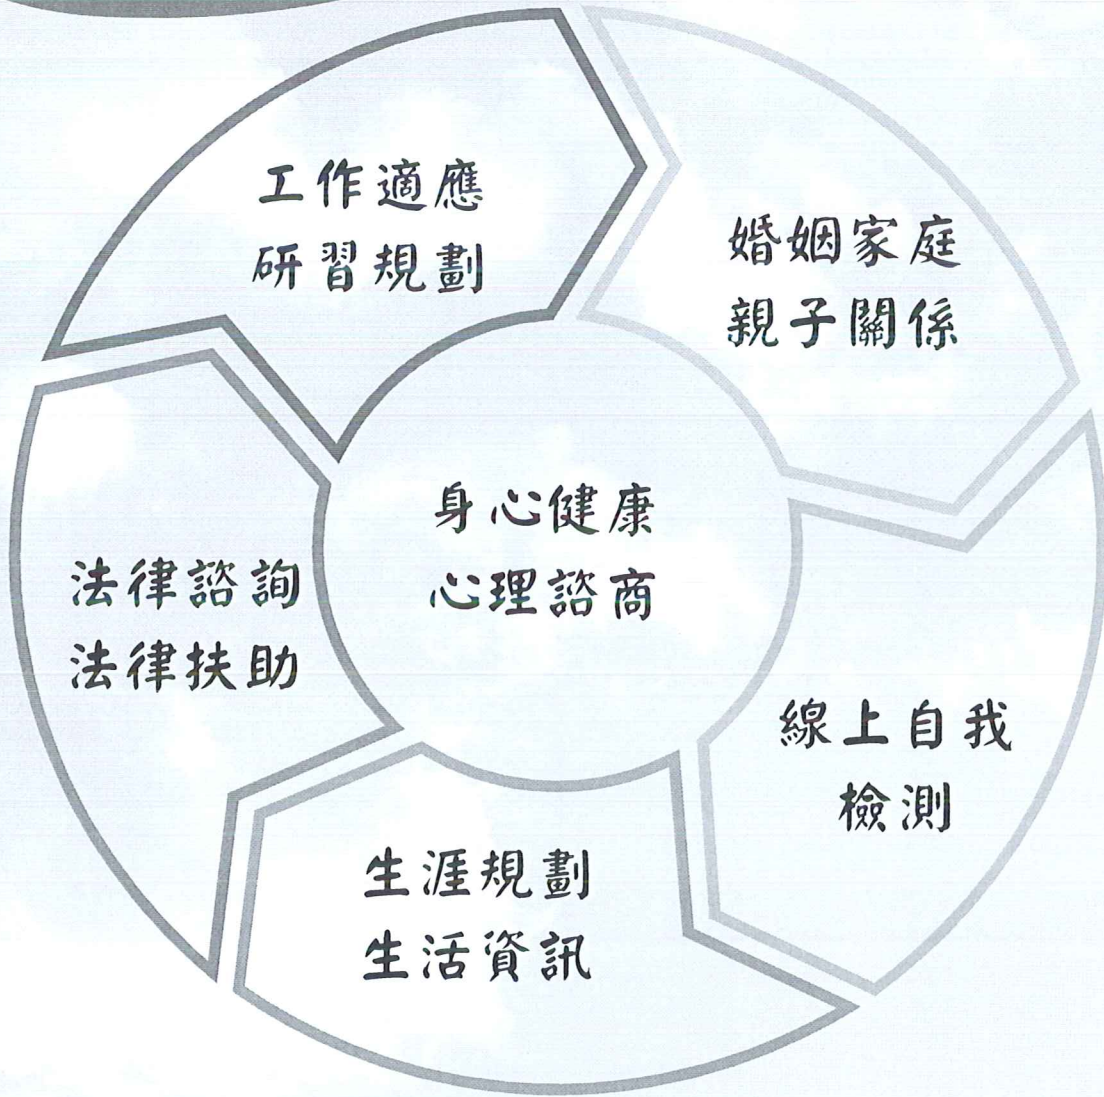 工作適應
研習規劃
婚姻家庭
親子關係
身心健康
心理諮商
法律諮詢
法律扶助
線上自我
檢測
生涯規劃
生活資訊